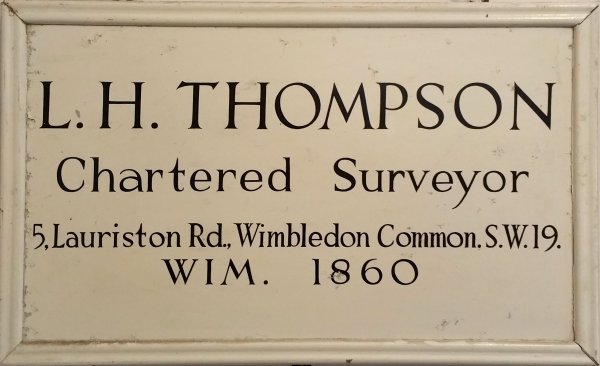 L. H. THOMPSON
Chartered Surveyor
5, Lauriston Rd., Wimbledon Common. S.W.19.
WIM. 1860